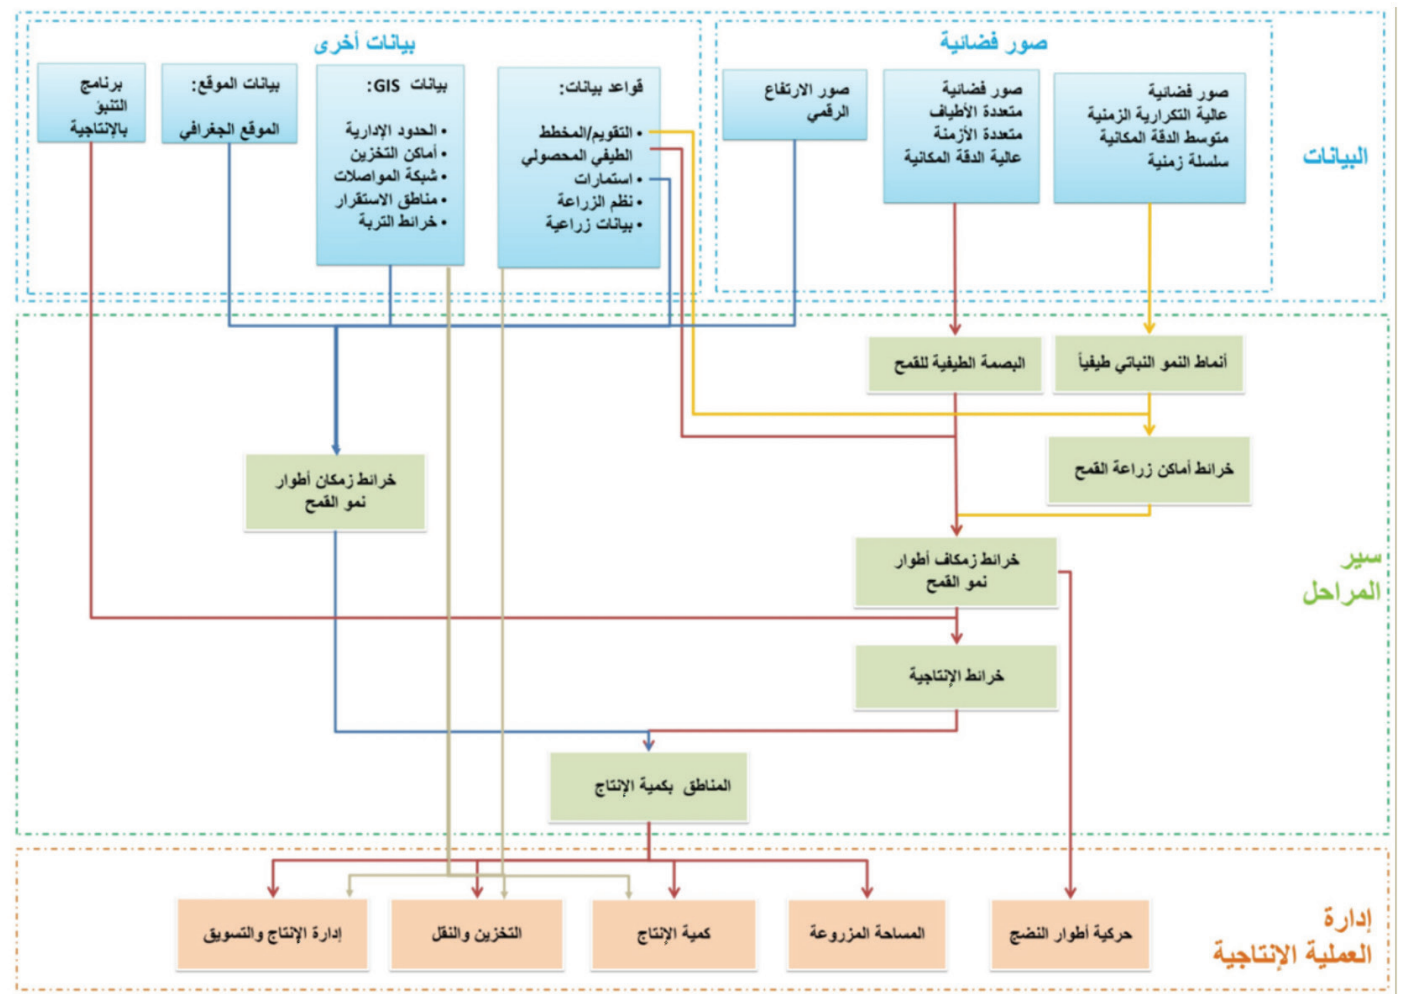 صور فضائية
بيانات أخرى
البيانات
صور فضائية
عالية التكرارية الزمنية
متوسط الدقة المكانية
سلسلة زمنية
صور فضائية
متعددة الأطياف
متعددة الأزمنة
عالية الدقة المكانية
صور الارتفاع
الرقمي
قواعد بيانات:
• التقويم/المخطط
الطيفي المحصولي
• استمارات
• نظم الزراعة
• بيانات زراعية
بيانات GIS:
• الحدود الإدارية
• أماكن التخزين
• شبكة المواصلات
• مناطق الاستقرار
• خرائط التربة
بيانات الموقع:
الموقع الجغرافي
برنامج
التنبؤ
بالإنتاجية
سير
المراحل
أنماط النمو النباتي طيفياً
البصمة الطيفية للقمح
خرائط أماكن زراعة القمح
خرائط زمكان أطوار
نمو القمح
خرائط زمكاف أطوار
نمو القمح
خرائط الإنتاجية
المناطق بكمية الإنتاج
إدارة
العملية الإنتاجية
حركية أطوار النضج
المساحة المزروعة
كمية الإنتاج
التخزين والنقل
إدارة الإنتاج والتسويق